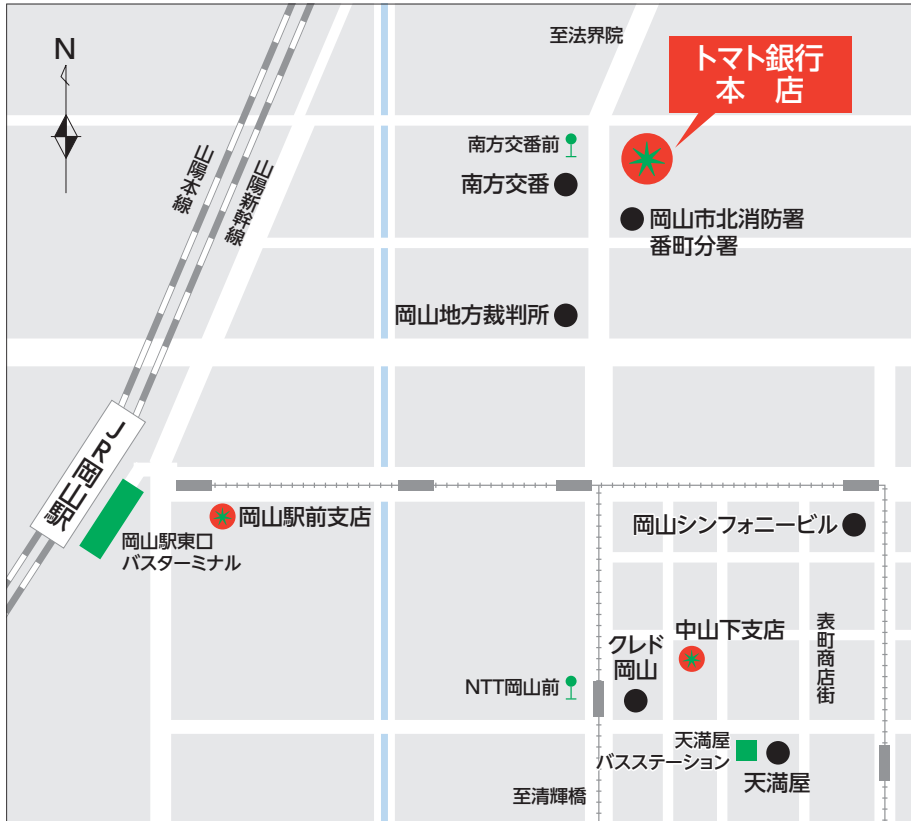 至法界院
N
トマト銀行
本　店
南方交番前
南方交番
山陽本線
山陽新幹線
岡山市北消防署
番町分署
岡山地方裁判所
JR岡山駅
岡山駅前支店
岡山駅東口
バスターミナル
岡山シンフォニービル
中山下支店
クレド
岡山
表町商店街
NTT岡山前
天満屋
バスステーション
天満屋
至清輝橋